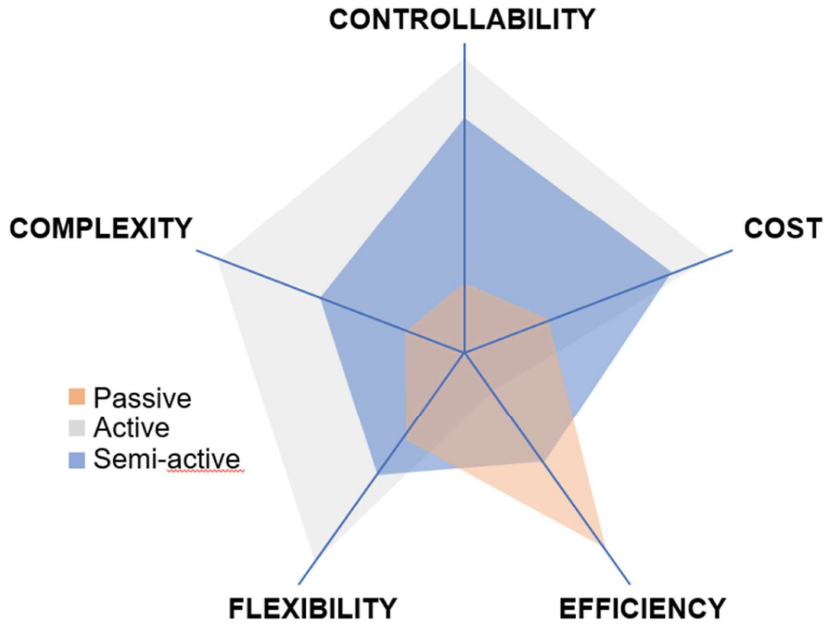 CONTROLLABILITY
COMPLEXITY
COST
Passive
Active
Semi-active
FLEXIBILITY
EFFICIENCY